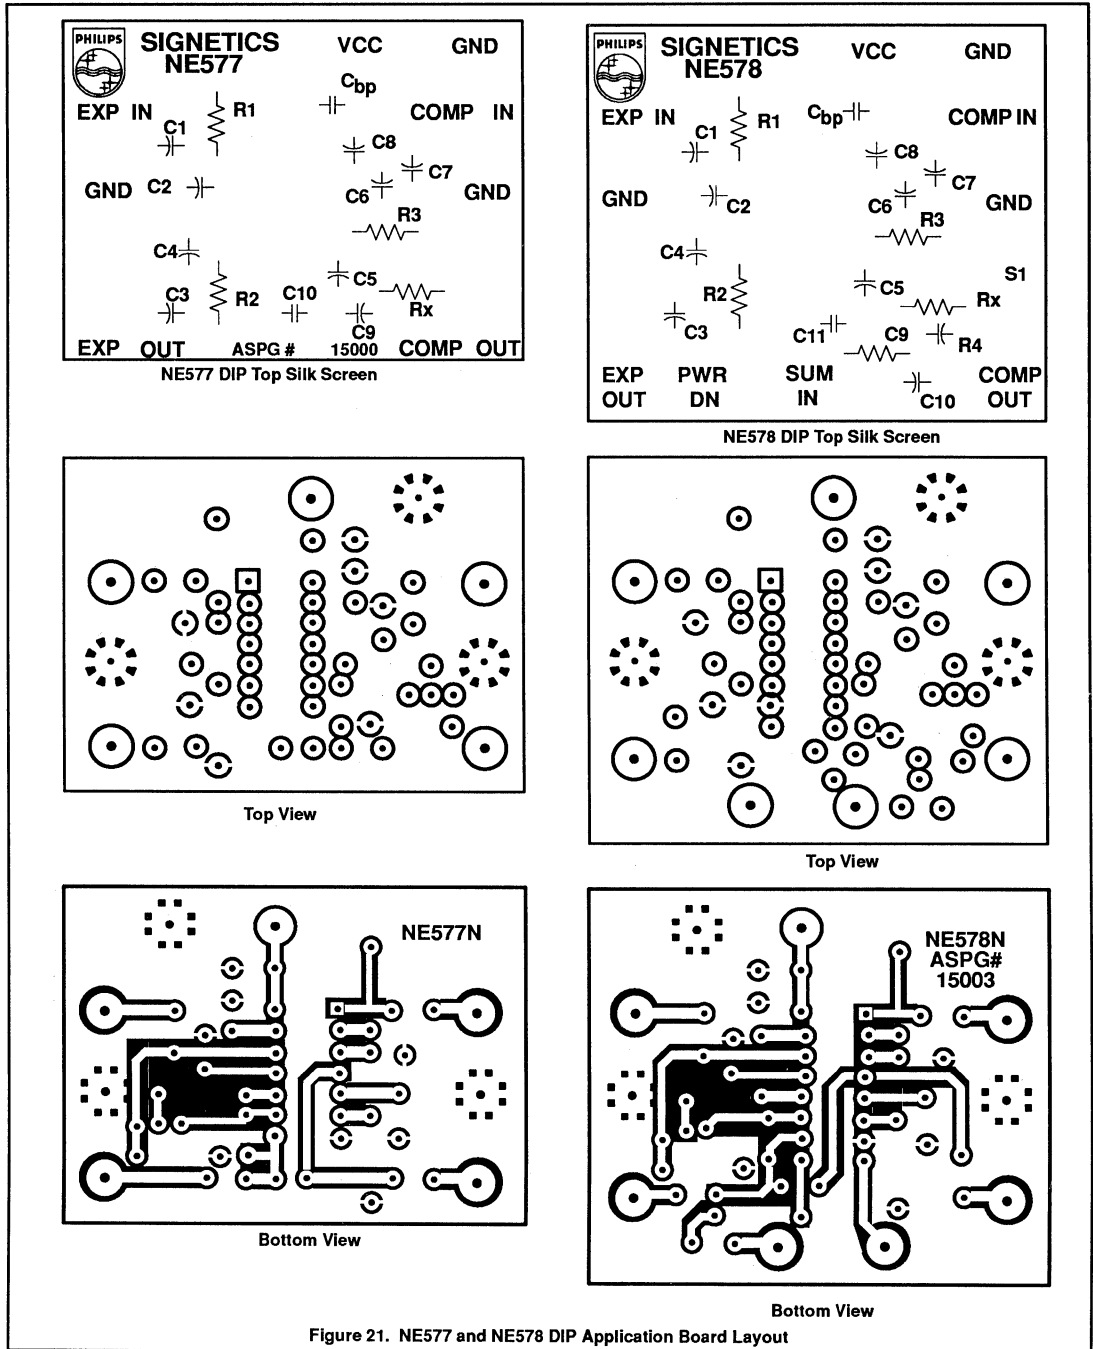 PHILIPS
SIGNETICS
NE577
VCC
GND
Cbp
EXP IN
R1
COMP IN
C1
C8
C7
GND
C2
C6
GND
R3
C4
C5
C3
R2
C10
Rx
C9
EXP OUT
ASPG # 15000
COMP OUT
NE577 DIP Top Silk Screen
PHILIPS
SIGNETICS
NE578
VCC
GND
EXP IN
Cbp
COMP IN
C1
R1
C8
C7
GND
C2
C6
GND
R3
C4
S1
R2
C5
Rx
C3
C11
C9
R4
EXP OUT
PWR DN
SUM IN
COMP OUT
C10
NE578 DIP Top Silk Screen
Top View
Top View
NE577N
Bottom View
NE578N
ASPG#
15003
Bottom View
Figure 21. NE577 and NE578 DIP Application Board Layout